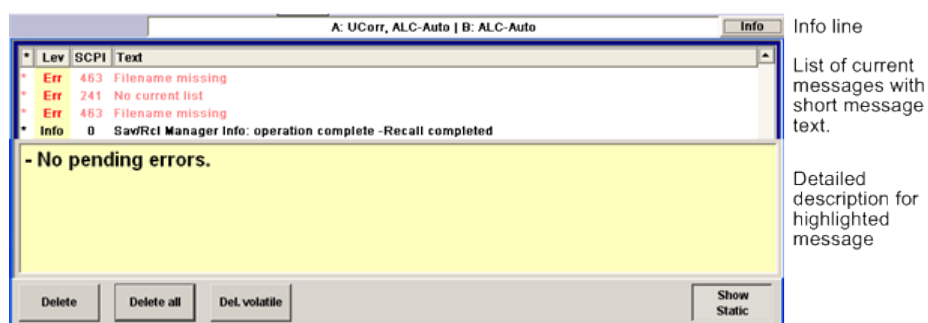 A: UCorr, ALC-Auto | B: ALC-Auto
Info
Info line
* Lev SCPI Text
* Err 463 Filename missing
* Err 241 No current list
* Err 463 Filename missing
* Info 0 Sav/Rcl Manager Info: operation complete -Recall completed
List of current
messages with
short message
text.
- No pending errors.
Detailed
description for
highlighted
message
Delete
Delete all
Del. volatile
Show
Static